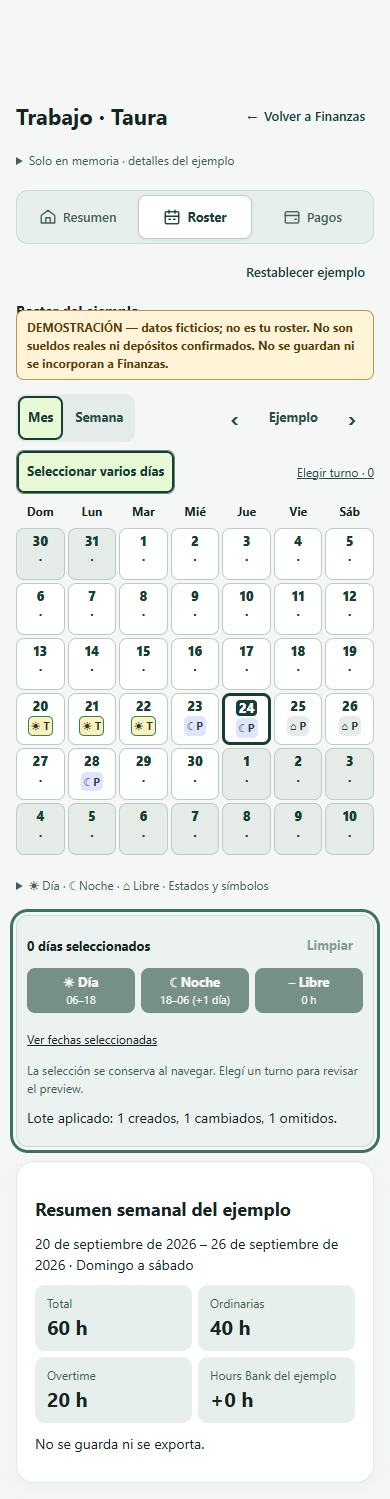 Trabajo · Taura
← Volver a Finanzas
▶ Solo en memoria · detalles del ejemplo
Resumen
Roster
Pagos
Restablecer ejemplo
Roster del ejemplo
DEMOSTRACIÓN — datos ficticios; no es tu roster. No son
sueldos reales ni depósitos confirmados. No se guardan ni
se incorporan a Finanzas.
Mes Semana
‹ Ejemplo ›
Seleccionar varios días
Elegir turno · 0
Dom Lun Mar Mié Jue Vie Sáb
30 31 1 2 3 4 5
· · · · · · ·
6 7 8 9 10 11 12
· · · · · · ·
13 14 15 16 17 18 19
· · · · · · ·
20 21 22 23 24 25 26
☀ T ☀ T ☀ T ☾ P ☾ P ⌂ P ⌂ P
27 28 29 30 1 2 3
· ☾ P · · · · ·
4 5 6 7 8 9 10
· · · · · · ·
▶ ☀ Día · ☾ Noche · ⌂ Libre · Estados y símbolos
0 días seleccionados
Limpiar
☀ Día
06–18
☾ Noche
18–06 (+1 día)
– Libre
0 h
Ver fechas seleccionadas
La selección se conserva al navegar. Elegí un turno para revisar
el preview.
Lote aplicado: 1 creados, 1 cambiados, 1 omitidos.
Resumen semanal del ejemplo
20 de septiembre de 2026 – 26 de septiembre de
2026 · Domingo a sábado
Total
60 h
Ordinarias
40 h
Overtime
20 h
Hours Bank del ejemplo
+0 h
No se guarda ni se exporta.